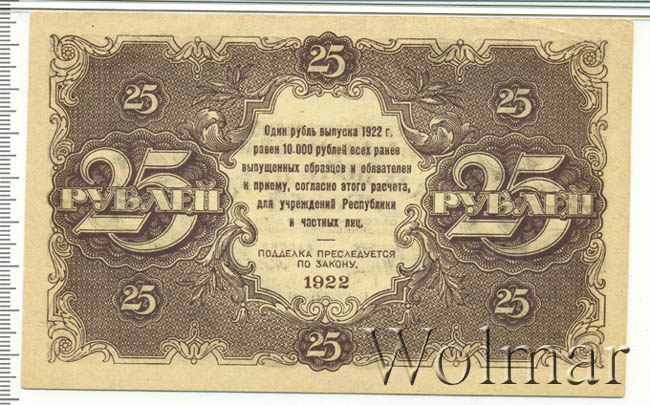 25
25
25
25 РУБЛЕЙ
25 РУБЛЕЙ
Один рубль выпуска 1922 г.
равен 10.000 рублей всех ранее
выпущенных образцов и обязателен
к приему, согласно этого расчета,
для учреждений Республики
и частных лиц.
ПОДДЕЛКА ПРЕСЛЕДУЕТСЯ
ПО ЗАКОНУ.
1922
25
25
25
Wolmar